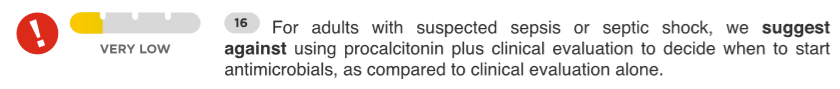 16 For adults with suspected sepsis or septic shock, we suggest
against using procalcitonin plus clinical evaluation to decide when to start
antimicrobials, as compared to clinical evaluation alone.
!
VERY LOW